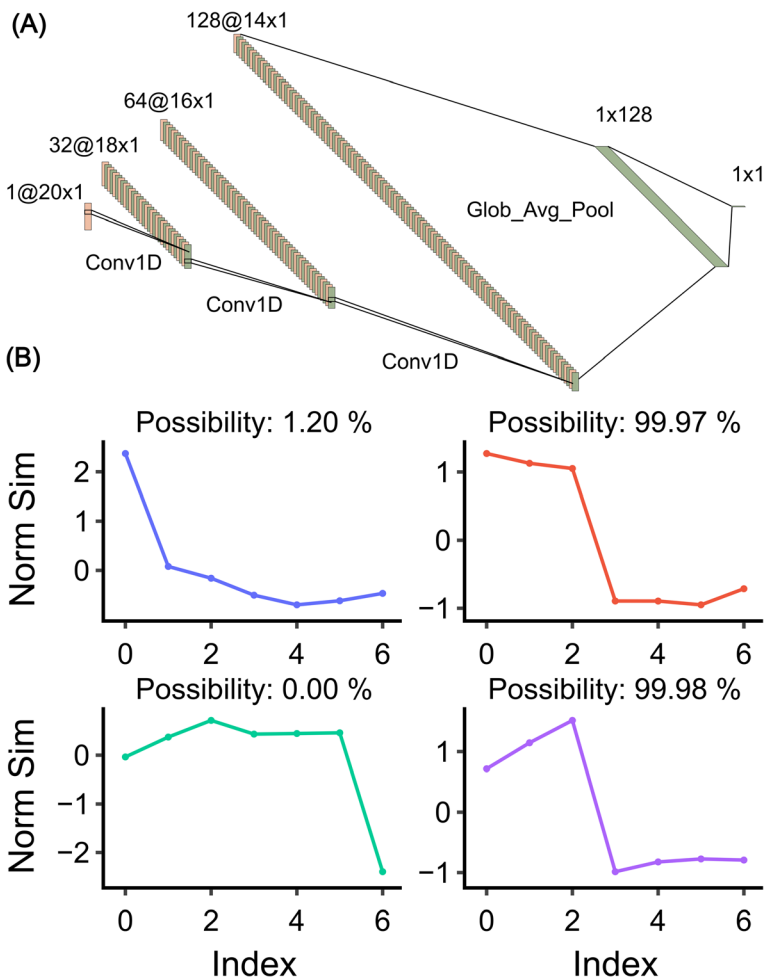 (A)
128@14x1
64@16x1
1x128
32@18x1
1x1
1@20x1
Glob_Avg_Pool
Conv1D
Conv1D
Conv1D
(B)
Possibility: 1.20 %
Possibility: 99.97 %
Norm Sim
2
1
0
1
0
−1
0 2 4 6
0 2 4 6
Possibility: 0.00 %
Possibility: 99.98 %
Norm Sim
0
−1
−2
1
0
−1
0 2 4 6
0 2 4 6
Index
Index